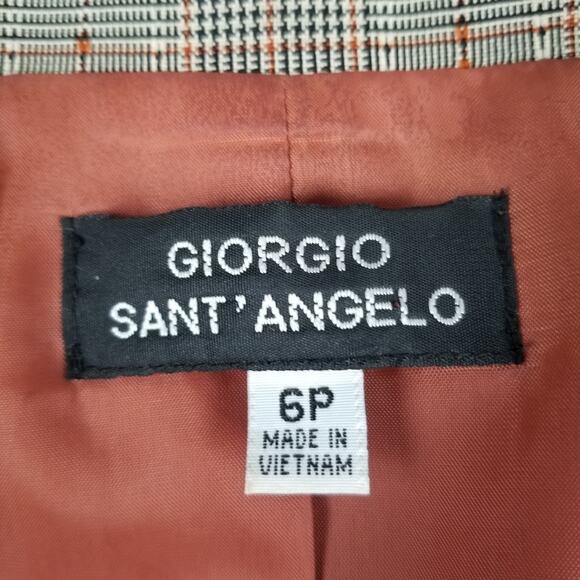 GIORGIO
SANT'ANGELO
6P
MADE IN
VIETNAM